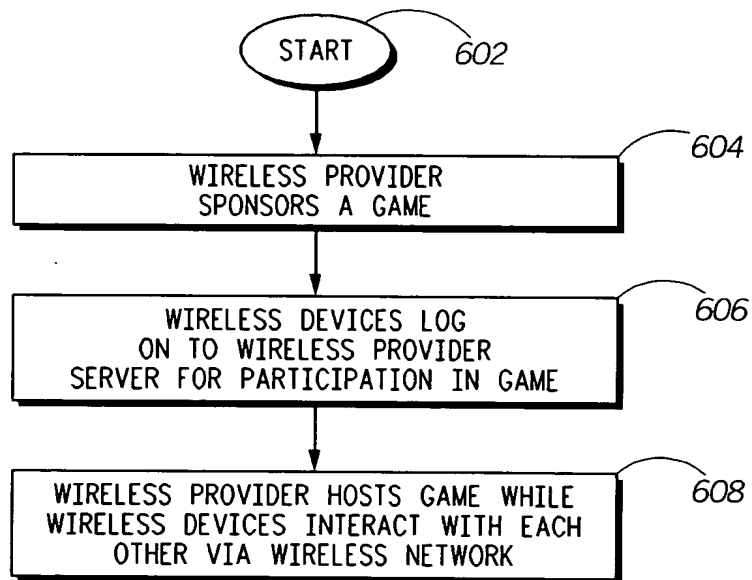 START
602
WIRELESS PROVIDER
SPONSORS A GAME
604
WIRELESS DEVICES LOG
ON TO WIRELESS PROVIDER
SERVER FOR PARTICIPATION IN GAME
606
WIRELESS PROVIDER HOSTS GAME WHILE
WIRELESS DEVICES INTERACT WITH EACH
OTHER VIA WIRELESS NETWORK
608